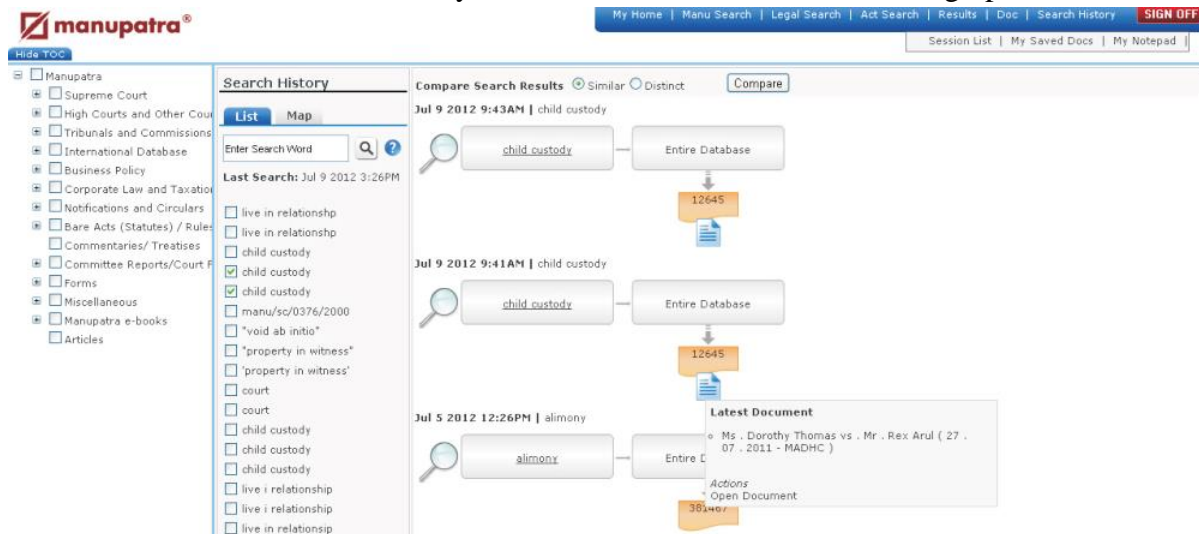 manupatra®
My Home | Manu Search | Legal Search | Act Search | Results | Doc | Search History SIGN OFF
Session List | My Saved Docs | My Notepad |
Hide TOC
Manupatra
Supreme Court
High Courts and Other Cou
Tribunals and Commissions
International Database
Business Policy
Corporate Law and Taxatio
Notifications and Circulars
Bare Acts (Statutes) / Rules
Commentaries/ Treatises
Committee Reports/Court F
Forms
Miscellaneous
Manupatra e-books
Articles
Search History
List Map
Enter Search Word
Last Search: Jul 9 2012 3:26PM
live in relationshp
live in relationshp
child custody
child custody
child custody
manu/sc/0376/2000
"void ab initio"
"property in witness"
'property in witness'
court
court
child custody
child custody
child custody
live i relationship
live i relationship
live in relationsip
Compare Search Results Similar Distinct Compare
Jul 9 2012 9:43AM | child custody
child custody Entire Database
12645
Jul 9 2012 9:41AM | child custody
child custody Entire Database
12645
Jul 5 2012 12:26PM | alimony
alimony Entire D
381467
Latest Document
Ms . Dorothy Thomas vs . Mr . Rex Arul ( 27 .
07 . 2011 - MADHC )
Actions
Open Document